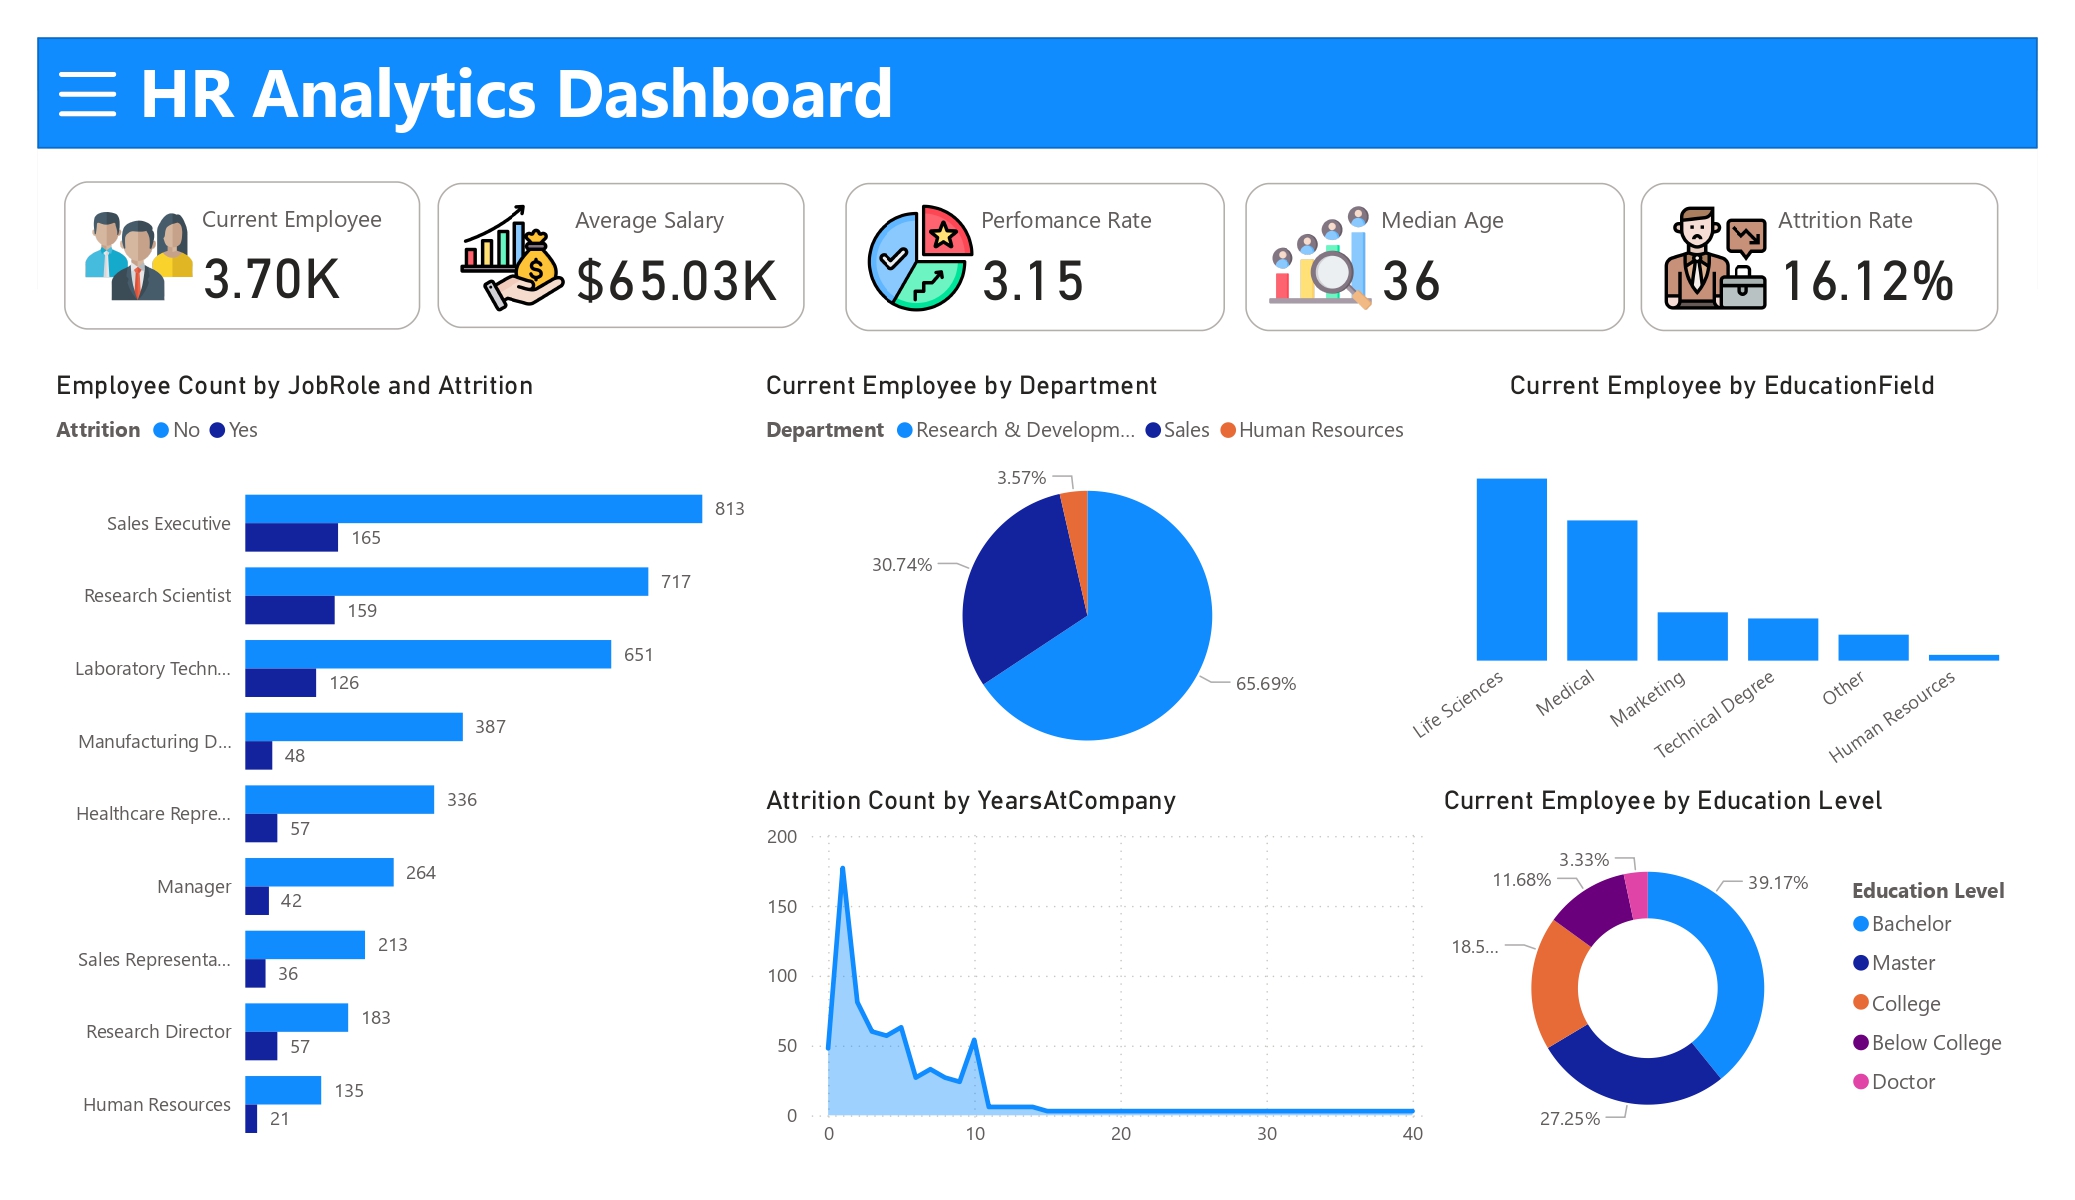 HR Analytics Dashboard
Current Employee
3.70K
Average Salary
$65.03K
Perfomance Rate
3.15
Median Age
36
Attrition Rate
16.12%
Employee Count by JobRole and Attrition
Attrition No Yes
Sales Executive
813
165
Research Scientist
717
159
Laboratory Techn...
651
126
Manufacturing D...
387
48
Healthcare Repre...
336
57
Manager
264
42
Sales Representa...
213
36
Research Director
183
57
Human Resources
135
21
Current Employee by Department
Department Research & Developm... Sales Human Resources
3.57%
30.74%
65.69%
Current Employee by EducationField
Life Sciences
Medical
Marketing
Technical Degree
Other
Human Resources
Attrition Count by YearsAtCompany
200
150
100
50
0
0 10 20 30 40
Current Employee by Education Level
3.33%
11.68%
39.17%
18.5...
27.25%
Education Level
Bachelor
Master
College
Below College
Doctor